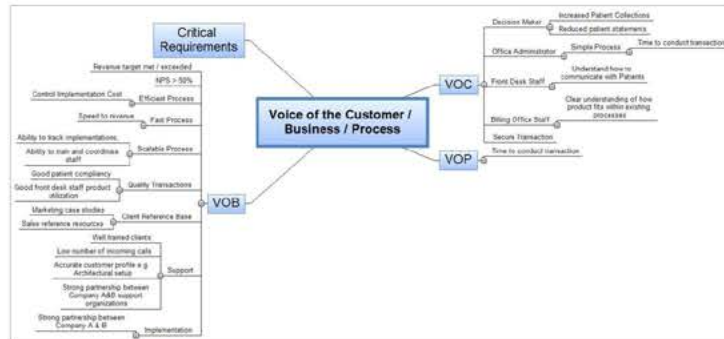 Critical
Requirements
Revenue target met / exceeded
NPS > 50%
Control Implementation Cost
Efficient Process
Speed to revenue
Fast Process
Ability to track implementations.
Ability to train and coordinate
staff
Scalable Process
Good patient compliancy
Good front desk staff product
utilization
Quality Transactions
VOB
Marketing case studies
Sales reference resources
Client Reference Base
Well trained clients
Low number of incoming calls
Accurate customer profile e.g.
Architectural setup
Strong partnership between
Company A&B support
organizations
Support
Strong partnership between
Company A & B
Implementation
Voice of the Customer /
Business / Process
VOC
Decision Maker
Increased Patient Collections
Reduced patient statements
Office Administrator
Simple Process
Time to conduct transaction
Front Desk Staff
Understand how to
communicate with Patients
Billing Office Staff
Clear understanding of how
product fits within existing
processes
Secure Transaction
VOP
Time to conduct transaction